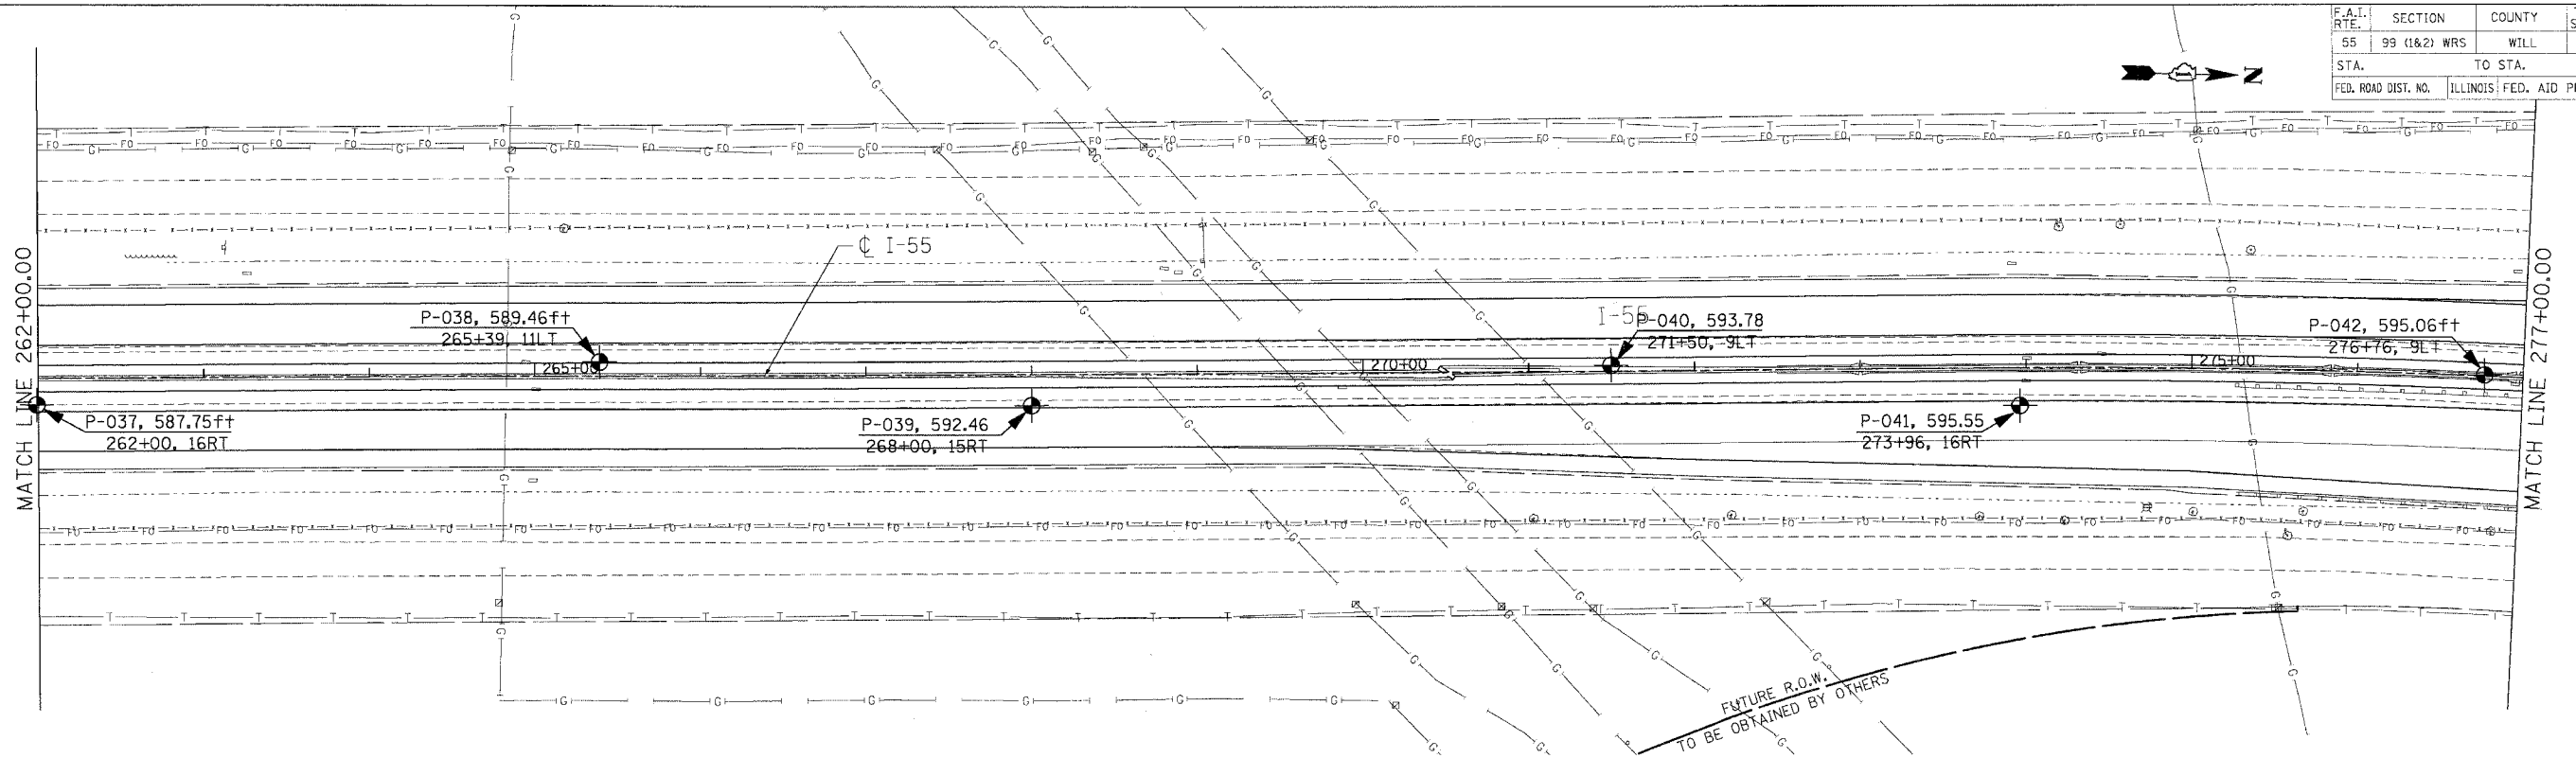 F.A.I. RTE. SECTION COUNTY
55 99 (1&2) WRS WILL
STA. TO STA.
FED. ROAD DIST. NO. ILLINOIS FED. AID
N
MATCH LINE 262+00.00
℄ I-55
I-55
P-038, 589.46ft
265+39, 11LT
P-040, 593.78
271+50, 9LT
P-042, 595.06ft
276+76, 9LT
265+00
270+00
275+00
P-037, 587.75ft
262+00, 16RT
P-039, 592.46
268+00, 15RT
P-041, 595.55
273+96, 16RT
MATCH LINE 277+00.00
FUTURE R.O.W.
TO BE OBTAINED BY OTHERS